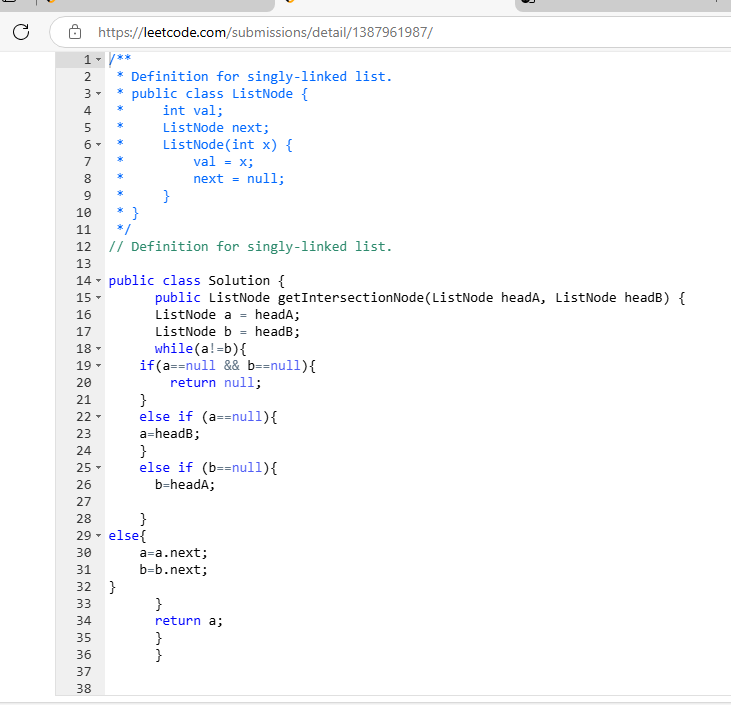 https://leetcode.com/submissions/detail/1387961987/
1 /**
2  * Definition for singly-linked list.
3  * public class ListNode {
4  *     int val;
5  *     ListNode next;
6  *     ListNode(int x) {
7  *         val = x;
8  *         next = null;
9  *     }
10  * }
11  */
12 // Definition for singly-linked list.
13
14 public class Solution {
15       public ListNode getIntersectionNode(ListNode headA, ListNode headB) {
16       ListNode a = headA;
17       ListNode b = headB;
18       while(a!=b){
19     if(a==null && b==null){
20         return null;
21     }
22     else if (a==null){
23     a=headB;
24     }
25     else if (b==null){
26       b=headA;
27
28     }
29 else{
30     a=a.next;
31     b=b.next;
32 }
33       }
34       return a;
35       }
36       }
37
38